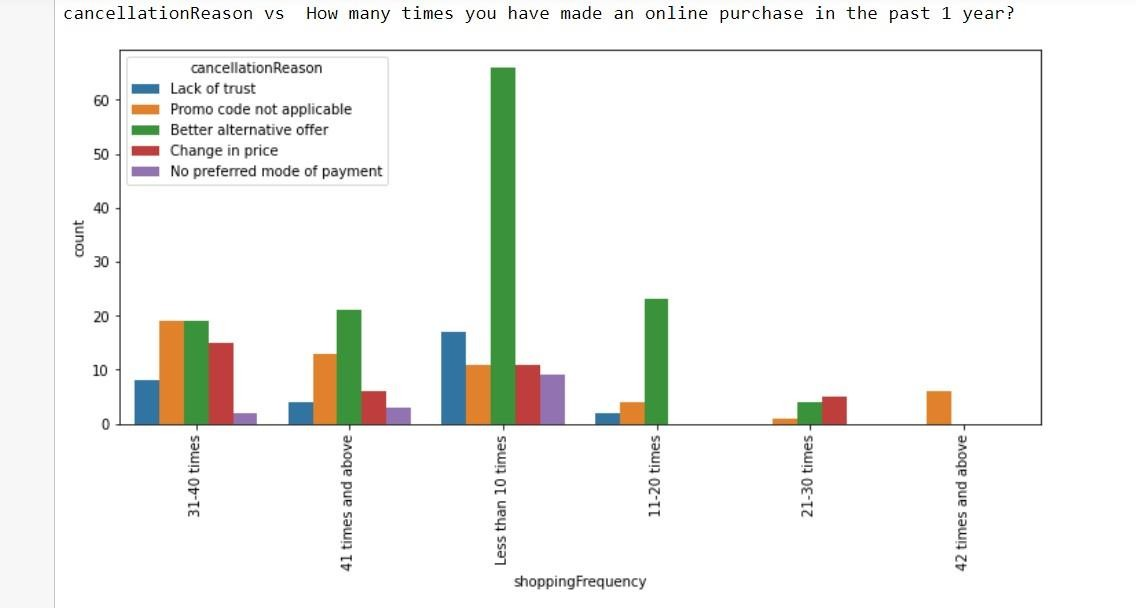 cancellationReason vs  How many times you have made an online purchase in the past 1 year?
cancellationReason
Lack of trust
Promo code not applicable
Better alternative offer
Change in price
No preferred mode of payment
60
50
40
30
20
10
0
count
31-40 times
41 times and above
Less than 10 times
11-20 times
21-30 times
42 times and above
shoppingFrequency